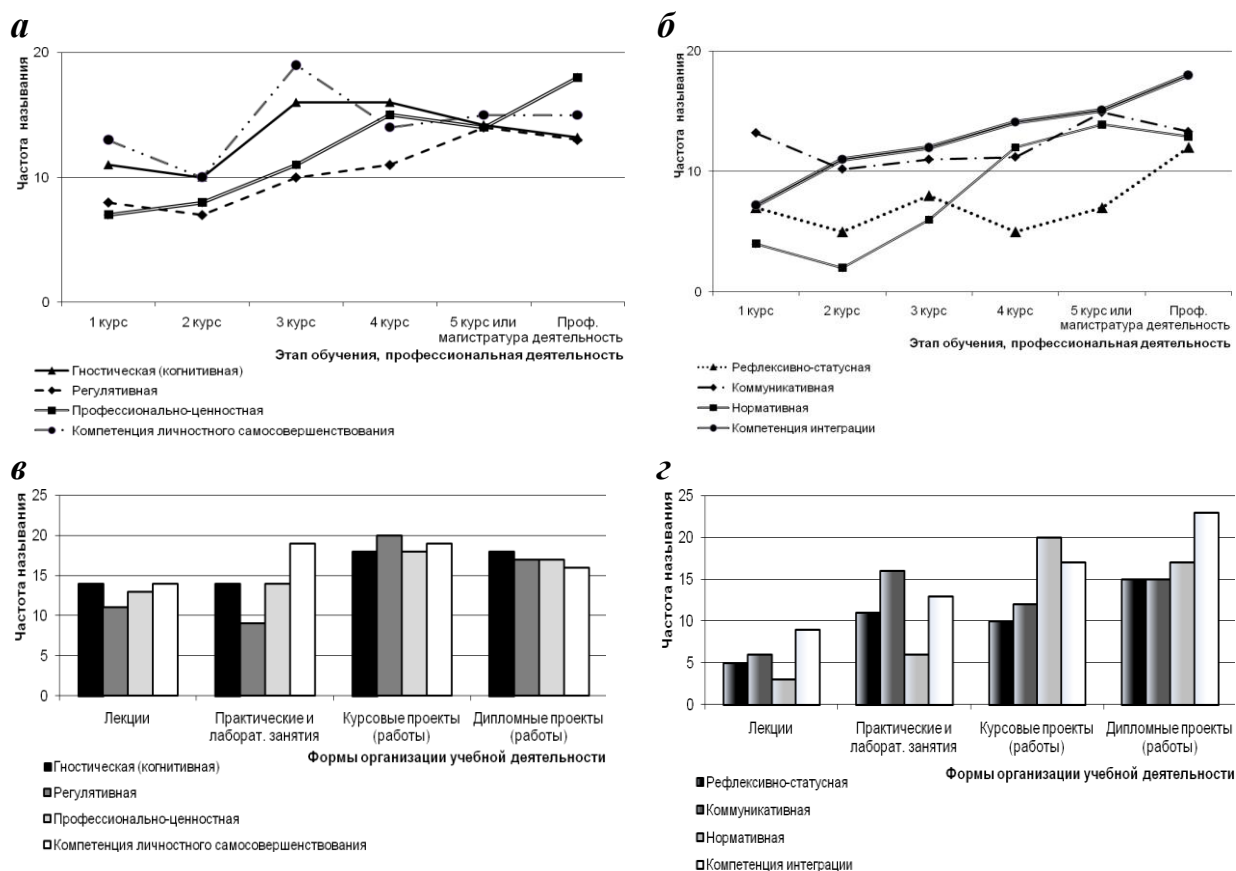 а
Частота называния
20
10
0
1 курс
2 курс
3 курс
4 курс
5 курс или магистратура
Проф. деятельность
Этап обучения, профессиональная деятельность
Гностическая (когнитивная)
Регулятивная
Профессионально-ценностная
Компетенция личностного самосовершенствования
б
Частота называния
20
10
0
1 курс
2 курс
3 курс
4 курс
5 курс или магистратура
Проф. деятельность
Этап обучения, профессиональная деятельность
Рефлексивно-статусная
Коммуникативная
Нормативная
Компетенция интеграции
в
Частота называния
25
20
15
10
5
0
Лекции
Практические и
лаборат. занятия
Курсовые проекты
(работы)
Дипломные проекты
(работы)
Формы организации учебной деятельности
Гностическая (когнитивная)
Регулятивная
Профессионально-ценностная
Компетенция личностного самосовершенствования
г
Частота называния
25
20
15
10
5
0
Лекции
Практические и
лаборат. занятия
Курсовые проекты
(работы)
Дипломные проекты
(работы)
Формы организации учебной деятельности
Рефлексивно-статусная
Коммуникативная
Нормативная
Компетенция интеграции